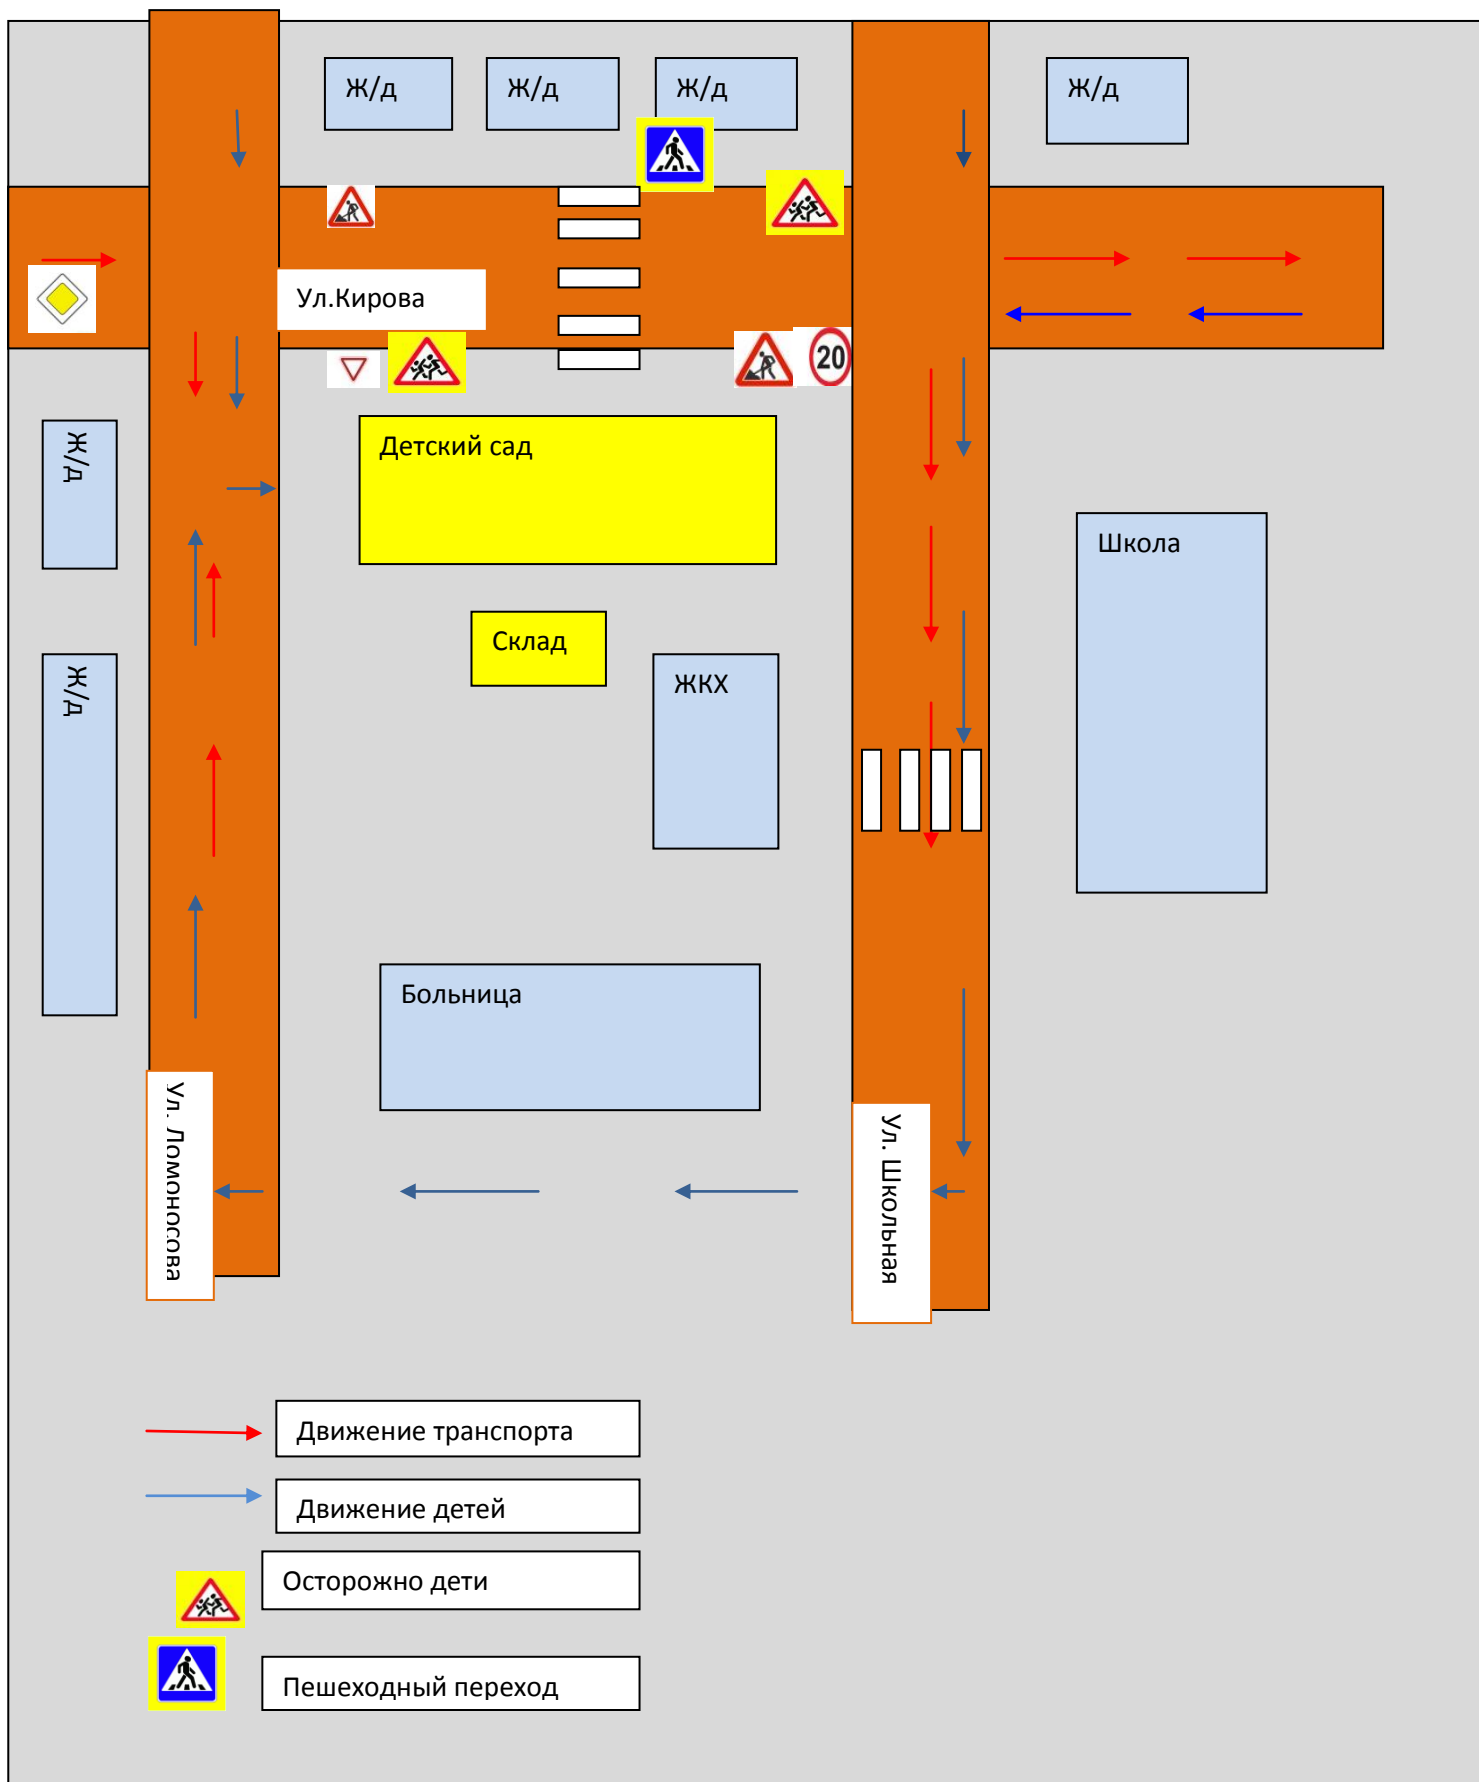 Ж/д
Ж/д
Ж/д
Ж/д
Ул.Кирова
20
Ж/д
Детский сад
Школа
Склад
Ж/д
ЖКХ
Больница
Ул. Ломоносова
Ул. Школьная
Движение транспорта
Движение детей
Осторожно дети
Пешеходный переход